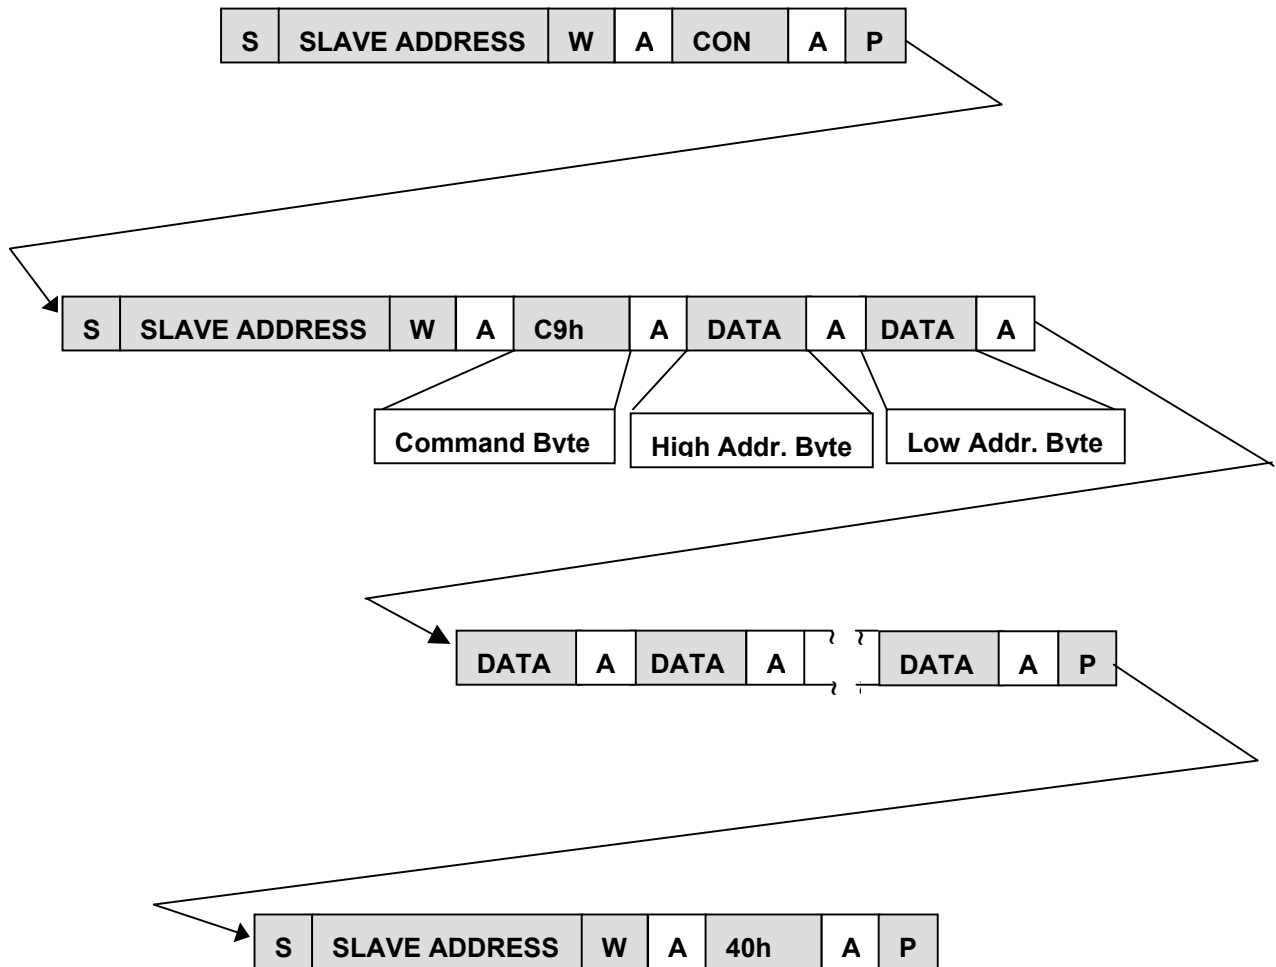 S SLAVE ADDRESS W A CON A P
S SLAVE ADDRESS W A C9h A DATA A DATA A
Command Byte High Addr. Byte Low Addr. Byte
DATA A DATA A DATA A P
S SLAVE ADDRESS W A 40h A P